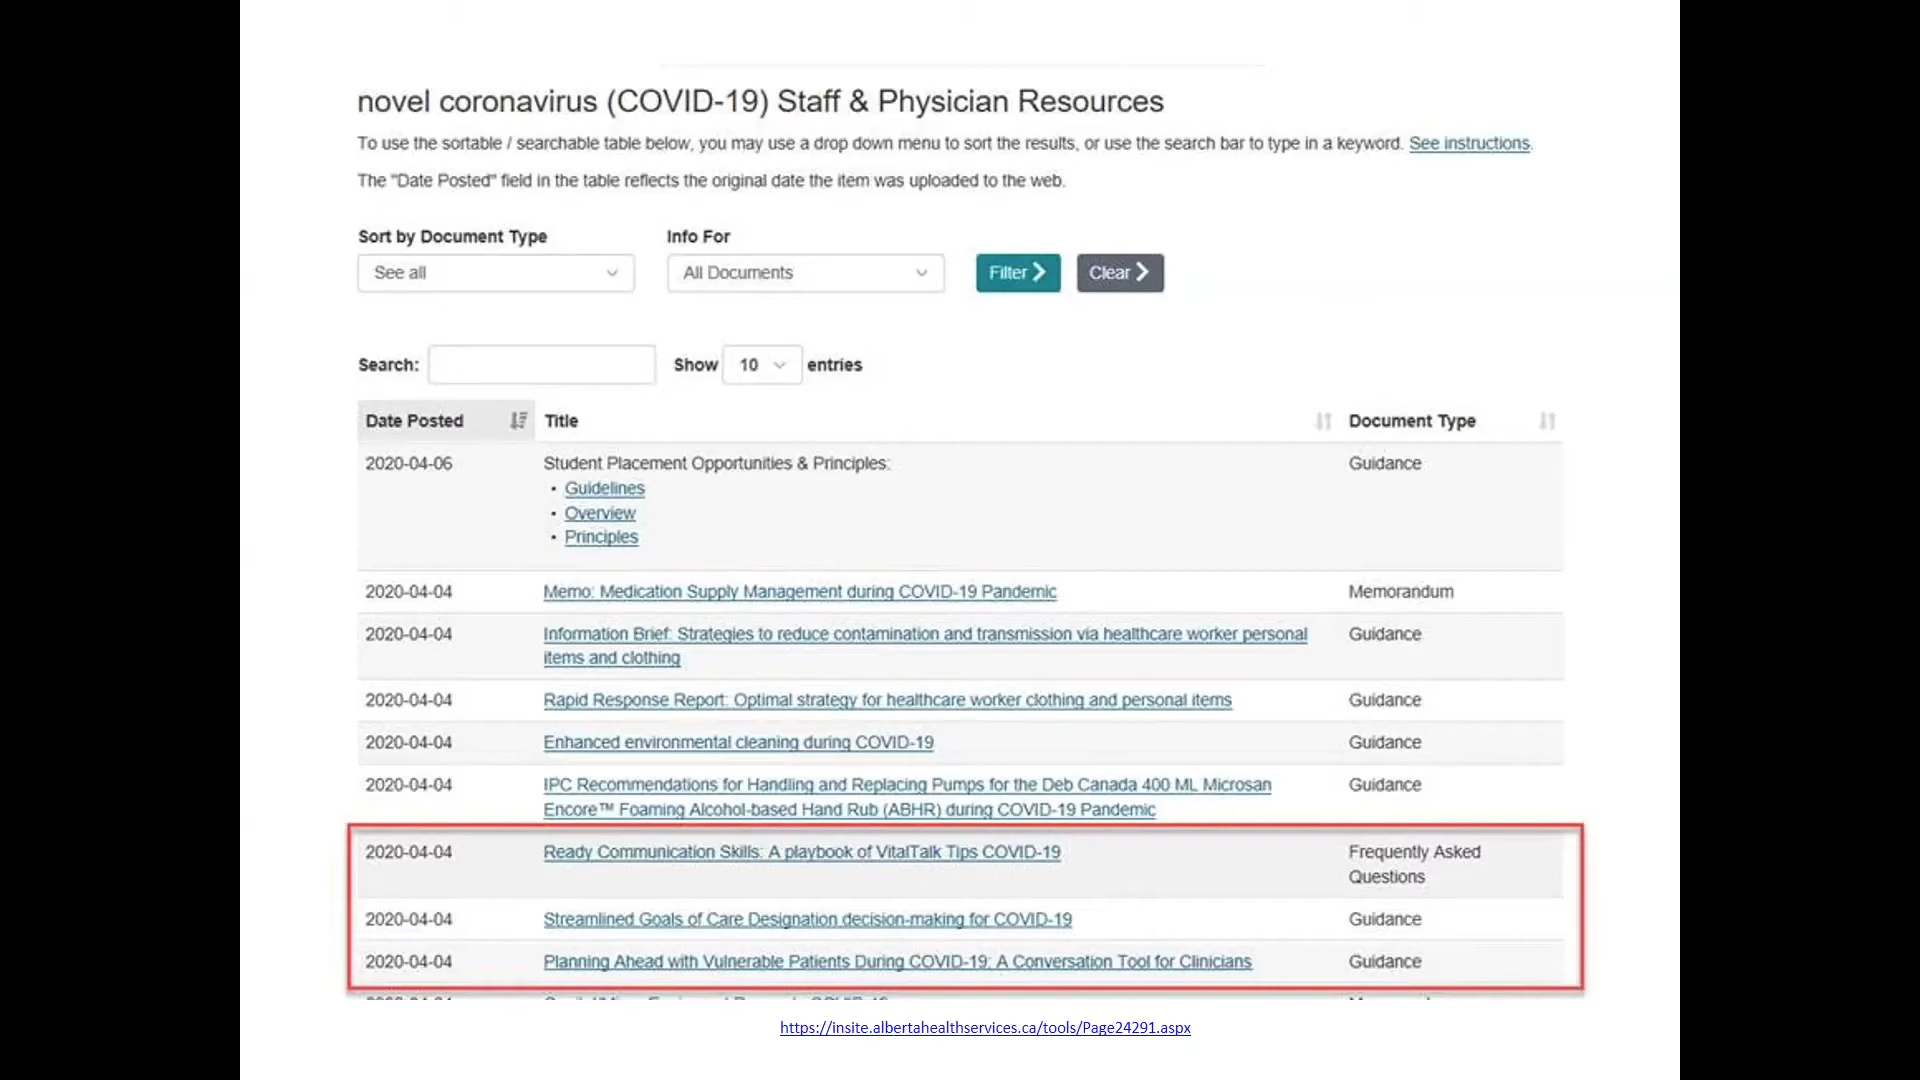 novel coronavirus (COVID-19) Staff & Physician Resources
To use the sortable / searchable table below, you may use a drop down menu to sort the results, or use the search bar to type in a keyword. See instructions.
The "Date Posted" field in the table reflects the original date the item was uploaded to the web.
Sort by Document Type Info For
See all All Documents Filter Clear
Search: Show 10 entries
Date Posted Title Document Type
2020-04-06 Student Placement Opportunities & Principles: Guidance
• Guidelines
• Overview
• Principles
2020-04-04 Memo: Medication Supply Management during COVID-19 Pandemic Memorandum
2020-04-04 Information Brief: Strategies to reduce contamination and transmission via healthcare worker personal Guidance
items and clothing
2020-04-04 Rapid Response Report: Optimal strategy for healthcare worker clothing and personal items Guidance
2020-04-04 Enhanced environmental cleaning during COVID-19 Guidance
2020-04-04 IPC Recommendations for Handling and Replacing Pumps for the Deb Canada 400 ML Microsan Guidance
Encore™ Foaming Alcohol-based Hand Rub (ABHR) during COVID-19 Pandemic
2020-04-04 Ready Communication Skills: A playbook of VitalTalk Tips COVID-19 Frequently Asked
Questions
2020-04-04 Streamlined Goals of Care Designation decision-making for COVID-19 Guidance
2020-04-04 Planning Ahead with Vulnerable Patients During COVID-19: A Conversation Tool for Clinicians Guidance
https://insite.albertahealthservices.ca/tools/Page24291.aspx